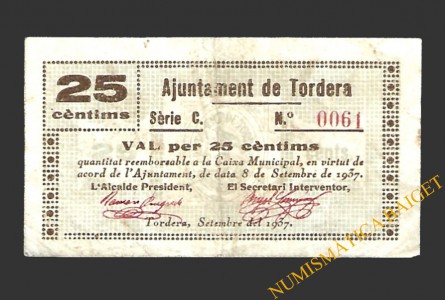 25
cèntims
Ajuntament de Tordera
Sèrie C. N.º 0061
VAL per 25 cèntims
quantitat reemborsable a la Caixa Municipal, en virtut de
acord de l'Ajuntament, de data 8 de Setembre de 1937.
L'Alcalde President, El Secretari Interventor,
Tordera, Setembre del 1937.
NUMISMATICA BAIGET